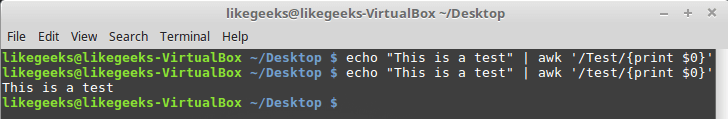 likegeeks@likegeeks-VirtualBox ~/Desktop
File Edit View Search Terminal Help
likegeeks@likegeeks-VirtualBox ~/Desktop $ echo "This is a test" | awk '/Test/{print $0}'
likegeeks@likegeeks-VirtualBox ~/Desktop $ echo "This is a test" | awk '/test/{print $0}'
This is a test
likegeeks@likegeeks-VirtualBox ~/Desktop $